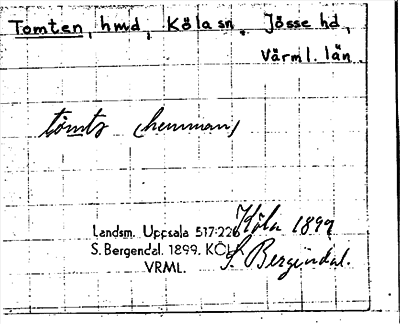 Tomten, hmd, Köla sn. Jösse hd,
Värml. län.
(hemman)
Köla 1899
S. Bergendal.
Landsm. Uppsala 517:226
S. Bergendal. 1899. KÖLA
VRML.